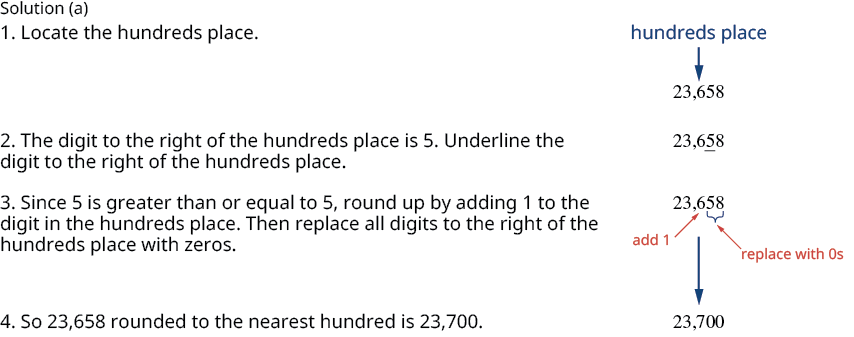 Solution (a)
1. Locate the hundreds place.
hundreds place
23,658
2. The digit to the right of the hundreds place is 5. Underline the
digit to the right of the hundreds place.
23,658
3. Since 5 is greater than or equal to 5, round up by adding 1 to the
digit in the hundreds place. Then replace all digits to the right of the
hundreds place with zeros.
23,658
add 1
replace with 0s
4. So 23,658 rounded to the nearest hundred is 23,700.
23,700